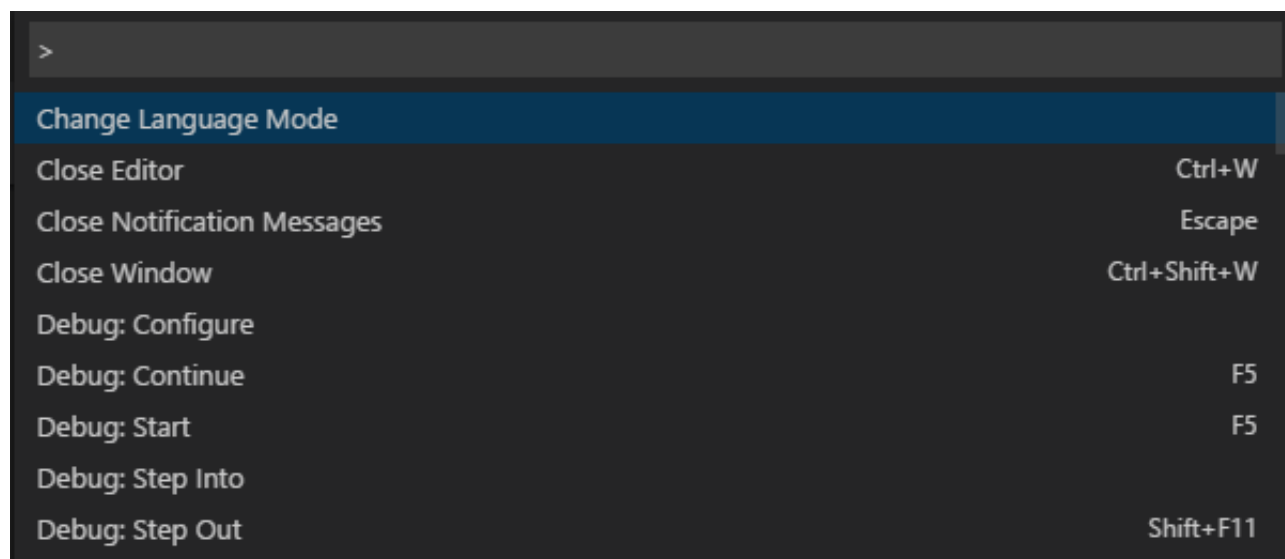 >
Change Language Mode
Close Editor Ctrl+W
Close Notification Messages Escape
Close Window Ctrl+Shift+W
Debug: Configure
Debug: Continue F5
Debug: Start F5
Debug: Step Into
Debug: Step Out Shift+F11